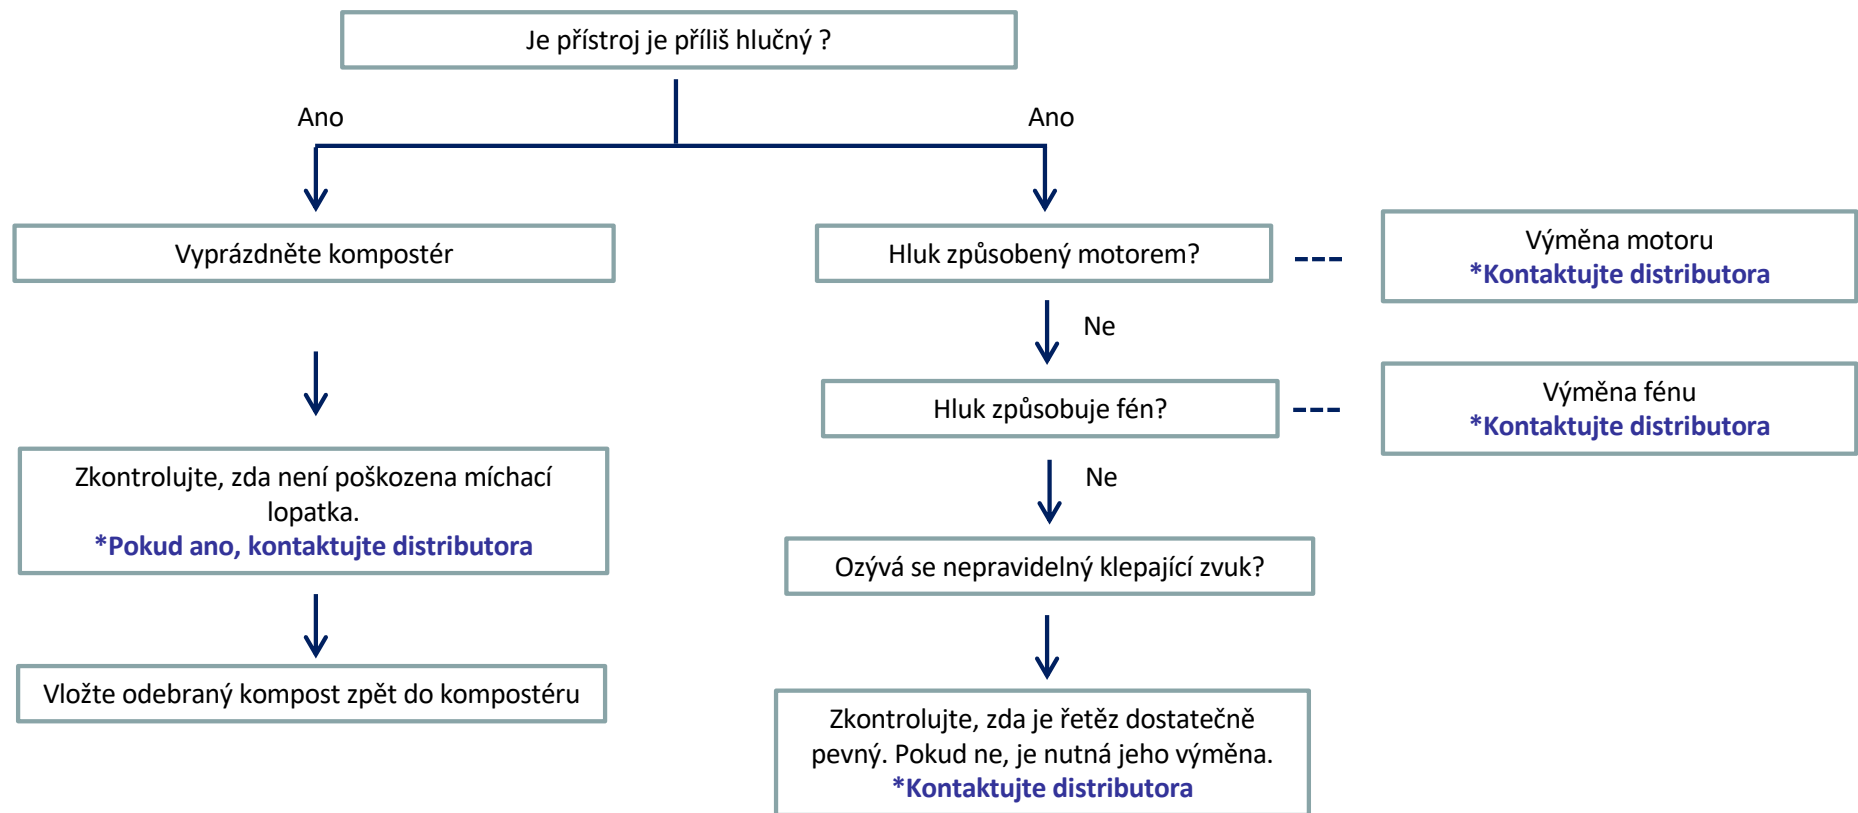 Je přístroj je příliš hlučný ?
Ano
Ano
Vyprázdněte kompostér
Hluk způsobený motorem?
Výměna motoru
*Kontaktujte distributora
Ne
Hluk způsobuje fén?
Výměna fénu
*Kontaktujte distributora
Zkontrolujte, zda není poškozena míchací
lopatka.
*Pokud ano, kontaktujte distributora
Ne
Ozývá se nepravidelný klepající zvuk?
Vložte odebraný kompost zpět do kompostéru
Zkontrolujte, zda je řetěz dostatečně
pevný. Pokud ne, je nutná jeho výměna.
*Kontaktujte distributora